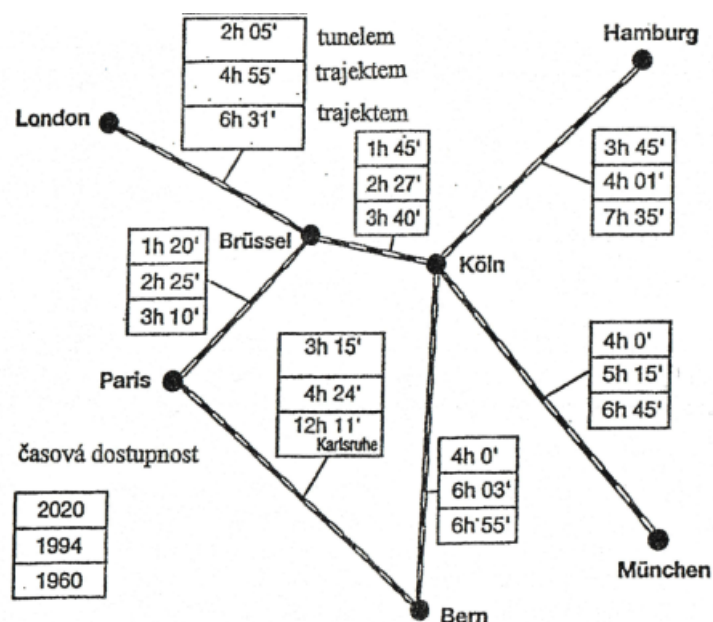 2h 05' tunelem
4h 55' trajektem
6h 31' trajektem
Hamburg
London
1h 45'
2h 27'
3h 40'
3h 45'
4h 01'
7h 35'
Brüssel
Köln
1h 20'
2h 25'
3h 10'
3h 15'
4h 24'
12h 11'
Karlsruhe
4h 0'
5h 15'
6h 45'
Paris
časová dostupnost
4h 0'
6h 03'
6h 55'
2020
1994
1960
München
Bern